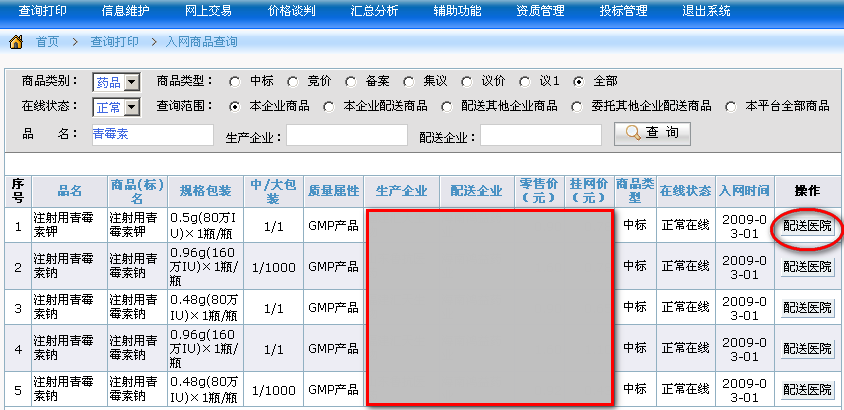 查询打印 信息维护 网上交易 价格谈判 汇总分析 辅助功能 资质管理 投标管理 退出系统
首页 查询打印 入网商品查询
商品类别： 药品 商品类型： 中标 竞价 备案 集议 议价 议1 全部
在线状态： 正常 查询范围： 本企业商品 本企业配送商品 配送其他企业商品 委托其他企业配送商品 本平台全部商品
品 名： 青霉素 生产企业： 配送企业： 查 询
序号 品名 商品(标)名 规格包装 中/大包装 质量属性 生产企业 配送企业 零售价（元） 挂网价（元） 商品类型 在线状态 入网时间 操作
1 注射用青霉素钾 注射用青霉素钾 0.5g(80万IU)×1瓶/瓶 1/1 GMP产品 中标 正常在线 2009-03-01 配送医院
2 注射用青霉素钠 注射用青霉素钠 0.96g(160万IU)×1瓶/瓶 1/1000 GMP产品 中标 正常在线 2009-03-01 配送医院
3 注射用青霉素钠 注射用青霉素钠 0.48g(80万IU)×1瓶/瓶 1/1 GMP产品 中标 正常在线 2009-03-01 配送医院
4 注射用青霉素钠 注射用青霉素钠 0.96g(160万IU)×1瓶/瓶 1/1 GMP产品 中标 正常在线 2009-03-01 配送医院
5 注射用青霉素钠 注射用青霉素钠 0.48g(80万IU)×1瓶/瓶 1/1000 GMP产品 中标 正常在线 2009-03-01 配送医院